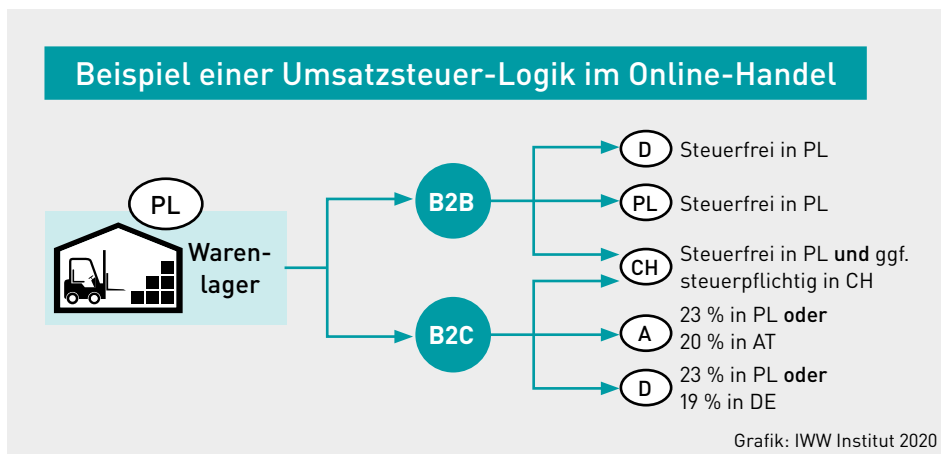 Beispiel einer Umsatzsteuer-Logik im Online-Handel
PL
Waren-
lager
B2B
B2C
D
Steuerfrei in PL
PL
Steuerfrei in PL
CH
Steuerfrei in PL und ggf.
steuerpflichtig in CH
A
23 % in PL oder
20 % in AT
D
23 % in PL oder
19 % in DE
Grafik: IWW Institut 2020